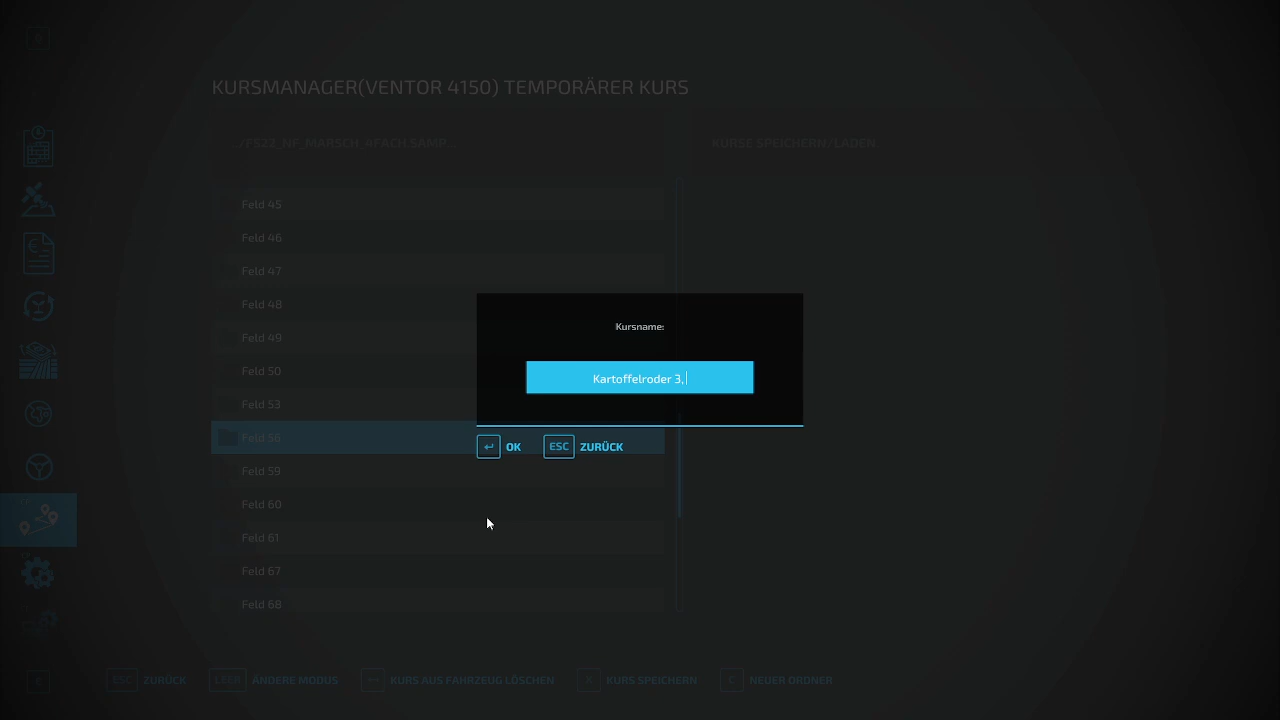 KURSMANAGER(VENTOR 4150) TEMPORÄRER KURS
../FS22_NF_MARSCH_4FACH SAMP...
KURSE SPEICHERN/LADEN
Feld 45
Feld 46
Feld 47
Feld 48
Feld 49
Feld 50
Feld 53
Feld 56
Feld 59
Feld 60
Feld 61
Feld 67
Feld 68
Kursname:
Kartoffelroder 3,
OK
ESC ZURÜCK
ESC ZURÜCK
ANDERE MODUS
KURS AUS FAHRZEUG LÖSCHEN
X KURS SPEICHERN
C NEUER ORDNER